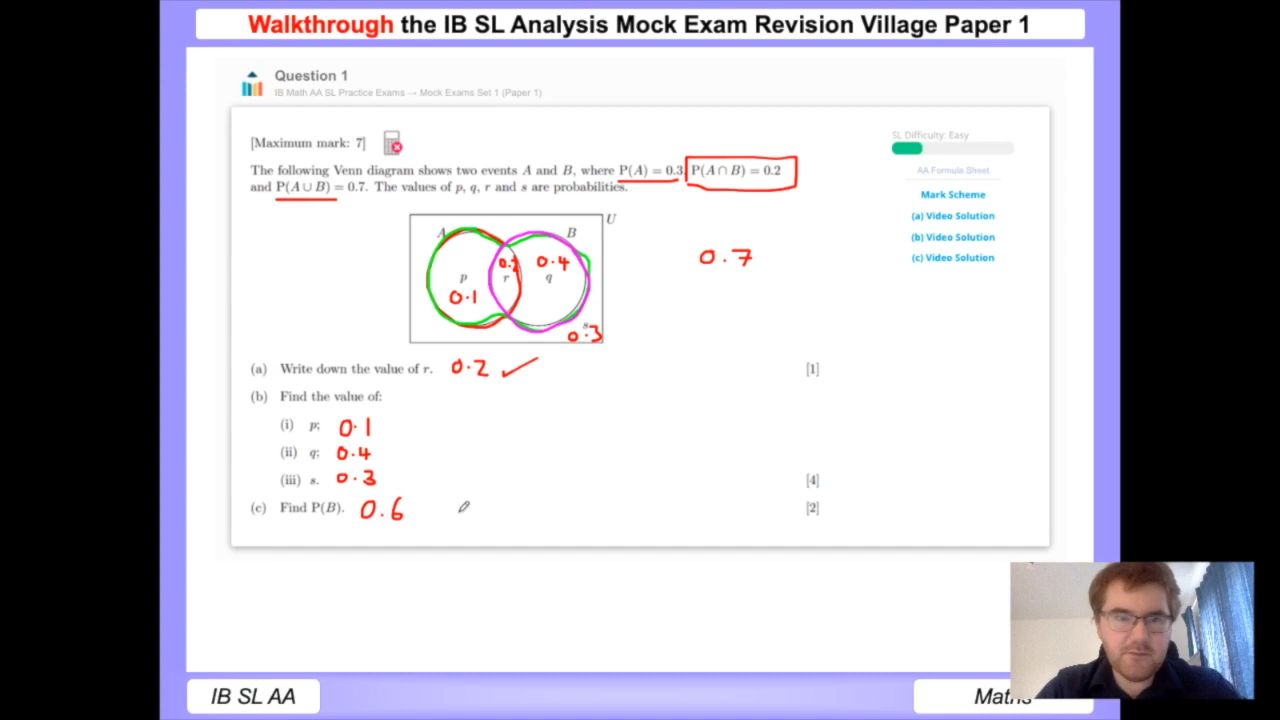 Walkthrough the IB SL Analysis Mock Exam Revision Village Paper 1
Question 1
IB Math AA SL Practice Exams → Mock Exams Set 1 (Paper 1)
[Maximum mark: 7]
SL Difficulty: Easy
The following Venn diagram shows two events A and B, where P(A) = 0.3, P(A ∩ B) = 0.2
and P(A ∪ B) = 0.7. The values of p, q, r and s are probabilities.
AA Formula Sheet
Mark Scheme
(a) Video Solution
(b) Video Solution
(c) Video Solution
U
A
B
0.2 0.4
0.7
p r q
0.1
s
0.3
(a) Write down the value of r. 0.2 ✓ [1]
(b) Find the value of:
(i) p; 0.1
(ii) q; 0.4
(iii) s. 0.3 [4]
(c) Find P(B). 0.6 [2]
IB SL AA
Maths